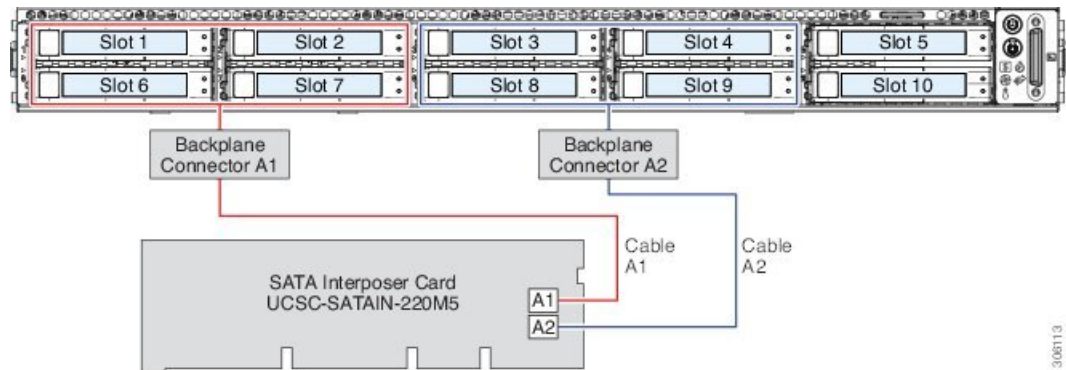 Slot 1
Slot 2
Slot 3
Slot 4
Slot 5
Slot 6
Slot 7
Slot 8
Slot 9
Slot 10
Backplane
Connector A1
Backplane
Connector A2
Cable
A1
Cable
A2
SATA Interposer Card
UCSC-SATAIN-220M5
A1
A2
306113